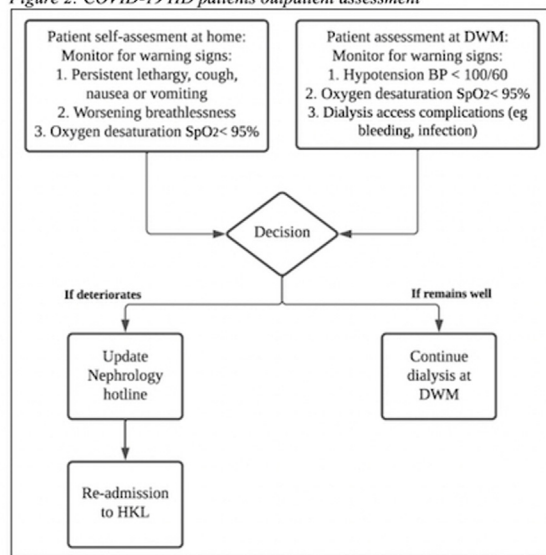 Figure 2: COVID-19 HD patients outpatient assessment
Patient self-assesment at home:
Monitor for warning signs:
1. Persistent lethargy, cough,
nausea or vomiting
2. Worsening breathlessness
3. Oxygen desaturation SpO2< 95%
Patient assessment at DWM:
Monitor for warning signs:
1. Hypotension BP < 100/60
2. Oxygen desaturation SpO2< 95%
3. Dialysis access complications (eg
bleeding, infection)
Decision
If deteriorates
If remains well
Update
Nephrology
hotline
Continue
dialysis at
DWM
Re-admission
to HKL